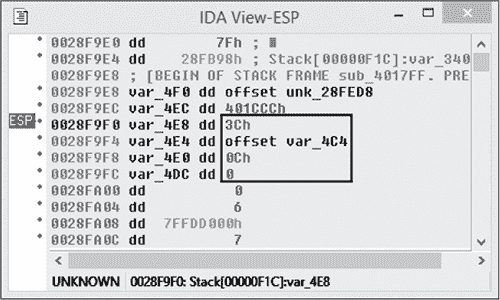 IDA View-ESP
0028F9E0 dd 7Fh ;
0028F9E4 dd 28FB98h ; Stack[00000F1C]:var_340
0028F9E8 ; [BEGIN OF STACK FRAME sub_4017FF. PRE
0028F9E8 var_4F0 dd offset unk_28FED8
0028F9EC var_4EC dd 401CCCh
ESP 0028F9F0 var_4E8 dd 3Ch
0028F9F4 var_4E4 dd offset var_4C4
0028F9F8 var_4E0 dd 0Ch
0028F9FC var_4DC dd 0
0028FA00 dd 0
0028FA04 dd 6
0028FA08 dd 7FFDD000h
0028FA0C dd 7
UNKNOWN 0028F9F0: Stack[00000F1C]:var_4E8